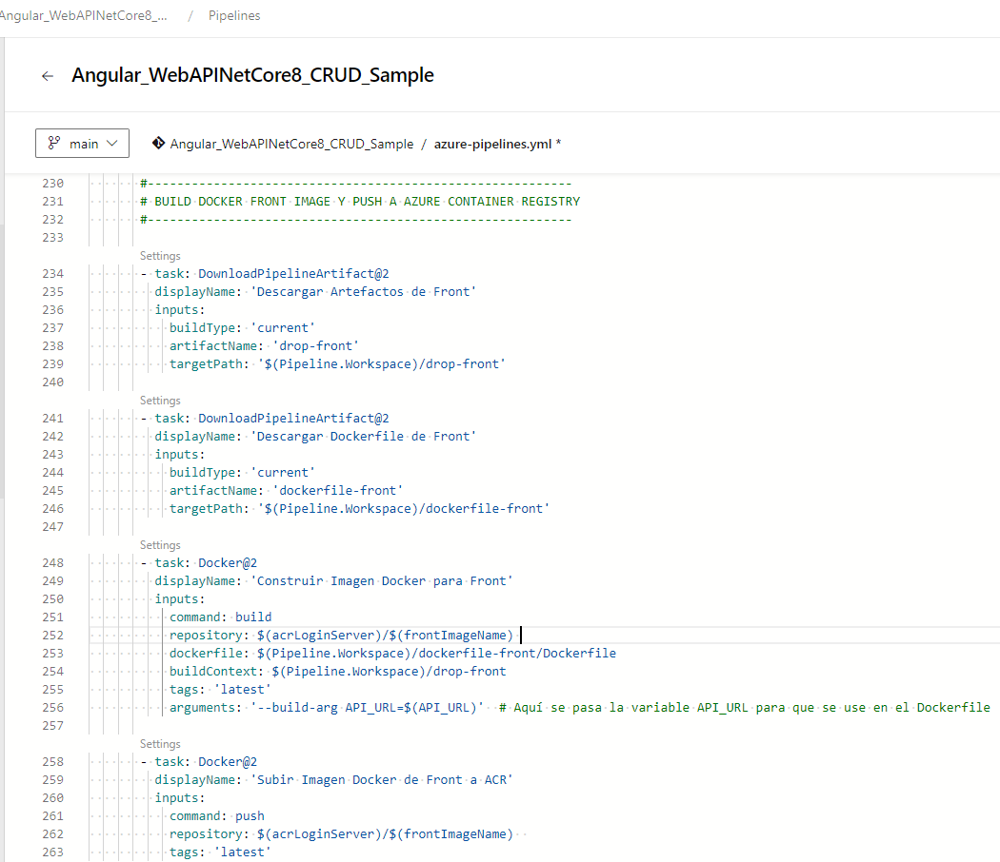 Angular_WebAPINetCore8_... / Pipelines
← Angular_WebAPINetCore8_CRUD_Sample
main Angular_WebAPINetCore8_CRUD_Sample / azure-pipelines.yml *
230 #----------------------------------------------------------
231 # BUILD DOCKER FRONT IMAGE Y PUSH A AZURE CONTAINER REGISTRY
232 #----------------------------------------------------------
233
Settings
234 - task: DownloadPipelineArtifact@2
235 displayName: 'Descargar Artefactos de Front'
236 inputs:
237 buildType: 'current'
238 artifactName: 'drop-front'
239 targetPath: '$(Pipeline.Workspace)/drop-front'
240
Settings
241 - task: DownloadPipelineArtifact@2
242 displayName: 'Descargar Dockerfile de Front'
243 inputs:
244 buildType: 'current'
245 artifactName: 'dockerfile-front'
246 targetPath: '$(Pipeline.Workspace)/dockerfile-front'
247
Settings
248 - task: Docker@2
249 displayName: 'Construir Imagen Docker para Front'
250 inputs:
251 command: build
252 repository: $(acrLoginServer)/$(frontImageName)
253 dockerfile: $(Pipeline.Workspace)/dockerfile-front/Dockerfile
254 buildContext: $(Pipeline.Workspace)/drop-front
255 tags: 'latest'
256 arguments: '--build-arg API_URL=$(API_URL)' # Aquí se pasa la variable API_URL para que se use en el Dockerfile
257
Settings
258 - task: Docker@2
259 displayName: 'Subir Imagen Docker de Front a ACR'
260 inputs:
261 command: push
262 repository: $(acrLoginServer)/$(frontImageName)
263 tags: 'latest'